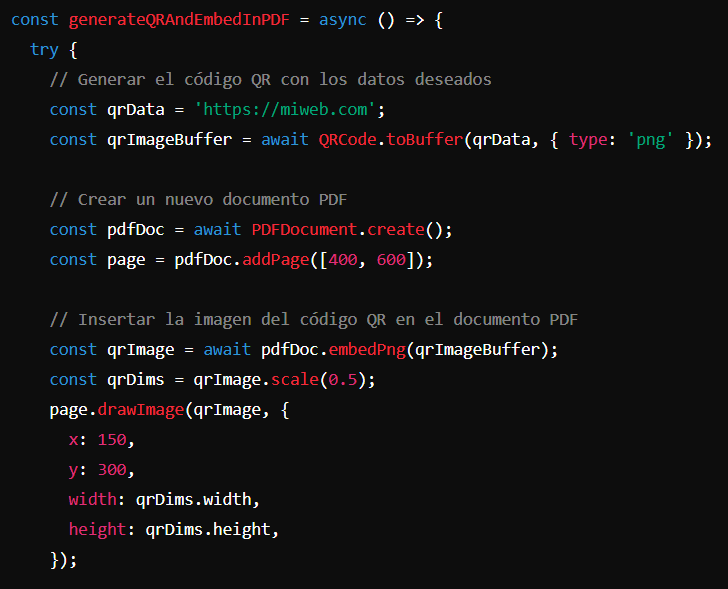 const generateQRAndEmbedInPDF = async () => {
  try {
    // Generar el código QR con los datos deseados
    const qrData = 'https://miweb.com';
    const qrImageBuffer = await QRCode.toBuffer(qrData, { type: 'png' });

    // Crear un nuevo documento PDF
    const pdfDoc = await PDFDocument.create();
    const page = pdfDoc.addPage([400, 600]);

    // Insertar la imagen del código QR en el documento PDF
    const qrImage = await pdfDoc.embedPng(qrImageBuffer);
    const qrDims = qrImage.scale(0.5);
    page.drawImage(qrImage, {
      x: 150,
      y: 300,
      width: qrDims.width,
      height: qrDims.height,
    });